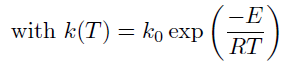 with k(T) = k₀ exp(−E/RT)